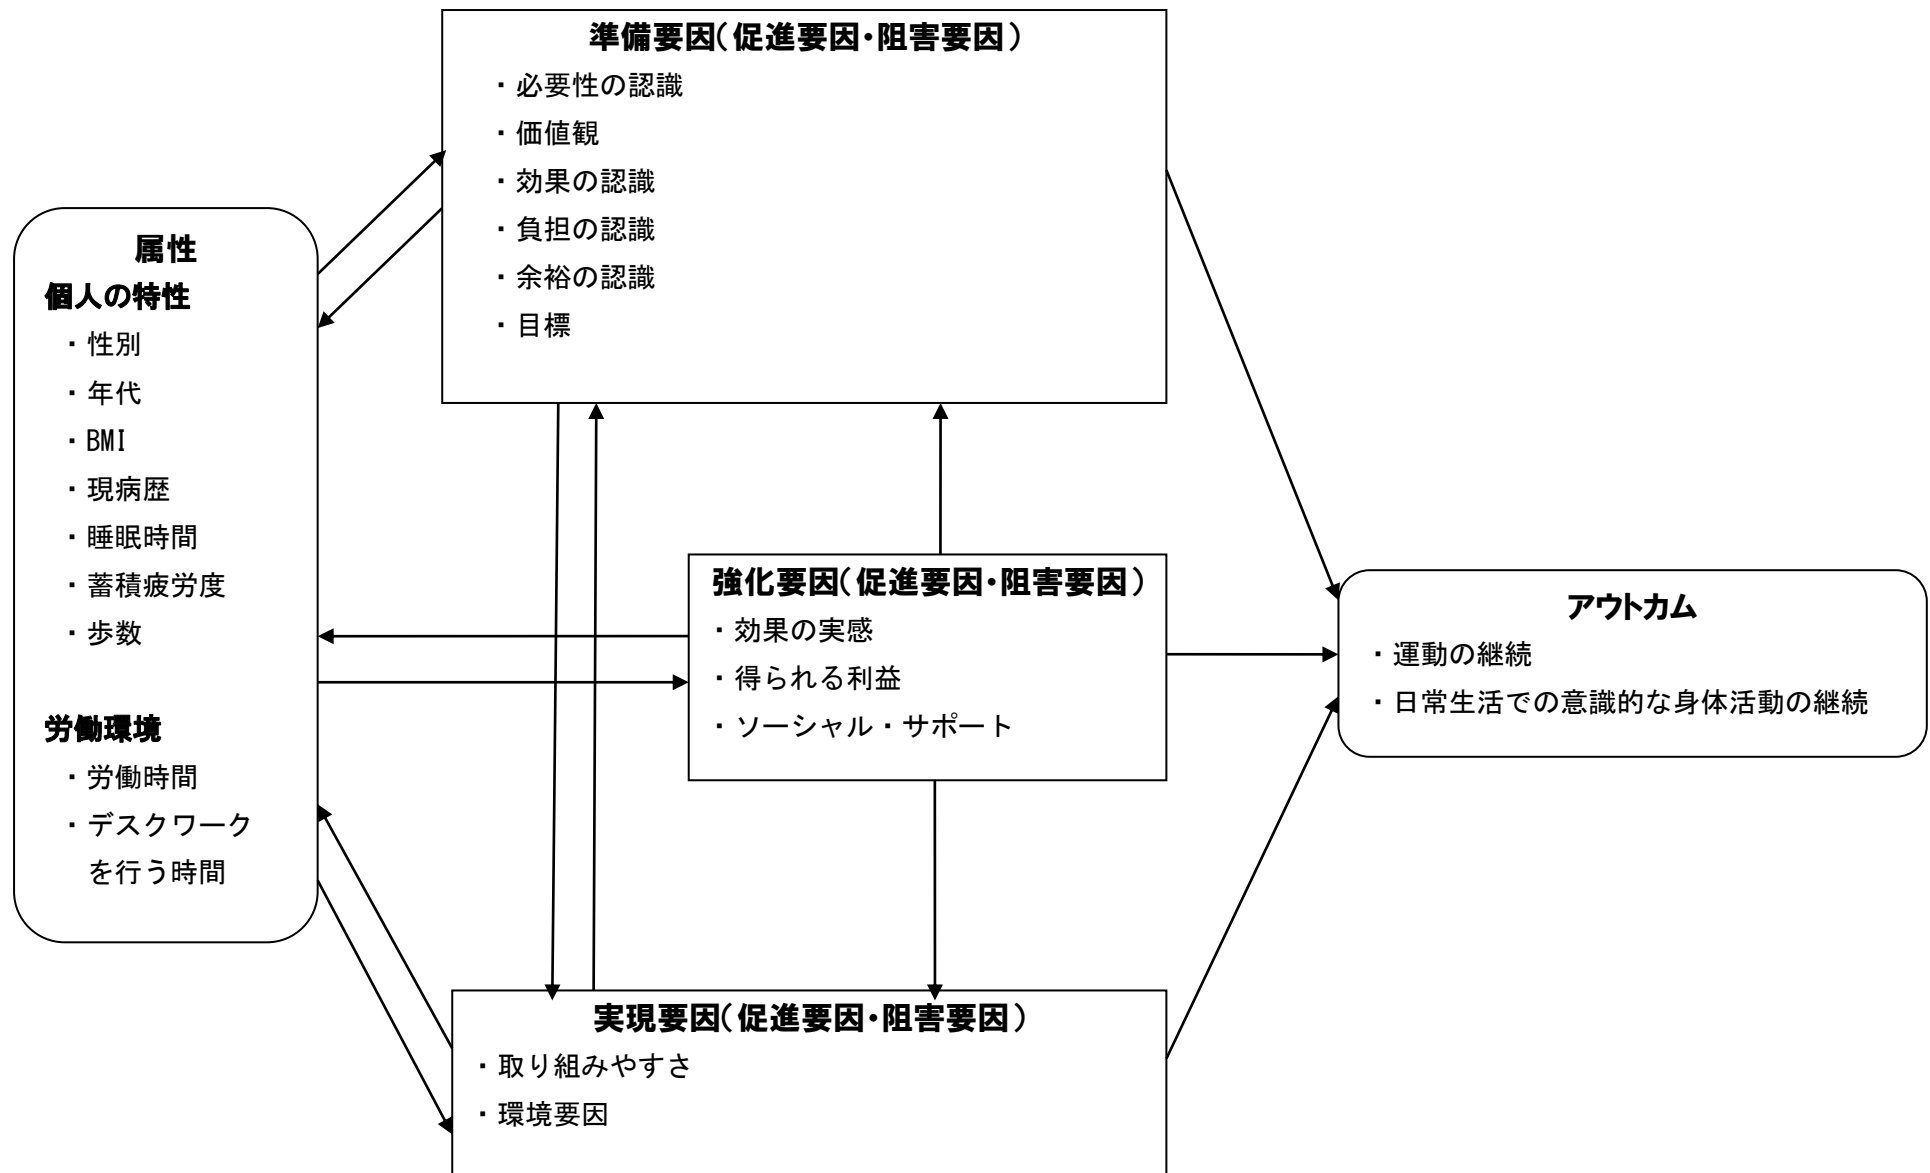 準備要因(促進要因・阻害要因)
・必要性の認識
・価値観
・効果の認識
・負担の認識
・余裕の認識
・目標
属性
個人の特性
・性別
・年代
・BMI
・現病歴
・睡眠時間
・蓄積疲労度
・歩数
労働環境
・労働時間
・デスクワーク
を行う時間
強化要因(促進要因・阻害要因)
・効果の実感
・得られる利益
・ソーシャル・サポート
アウトカム
・運動の継続
・日常生活での意識的な身体活動の継続
実現要因(促進要因・阻害要因)
・取り組みやすさ
・環境要因